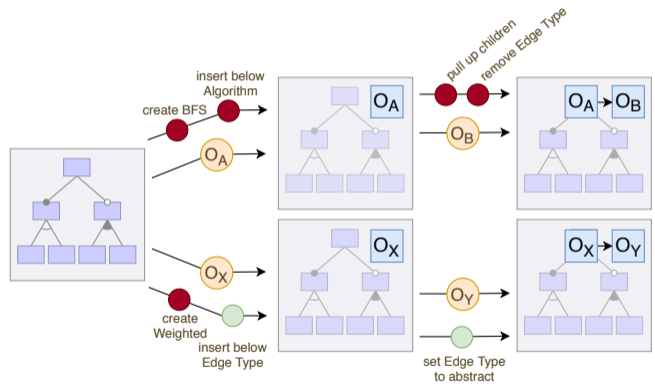 pull up children
remove Edge Type
insert below
Algorithm
create BFS
O_A
O_A
O_B
O_A
O_B
O_X
O_X
O_Y
O_X
O_Y
create
Weighted
insert below
Edge Type
set Edge Type
to abstract